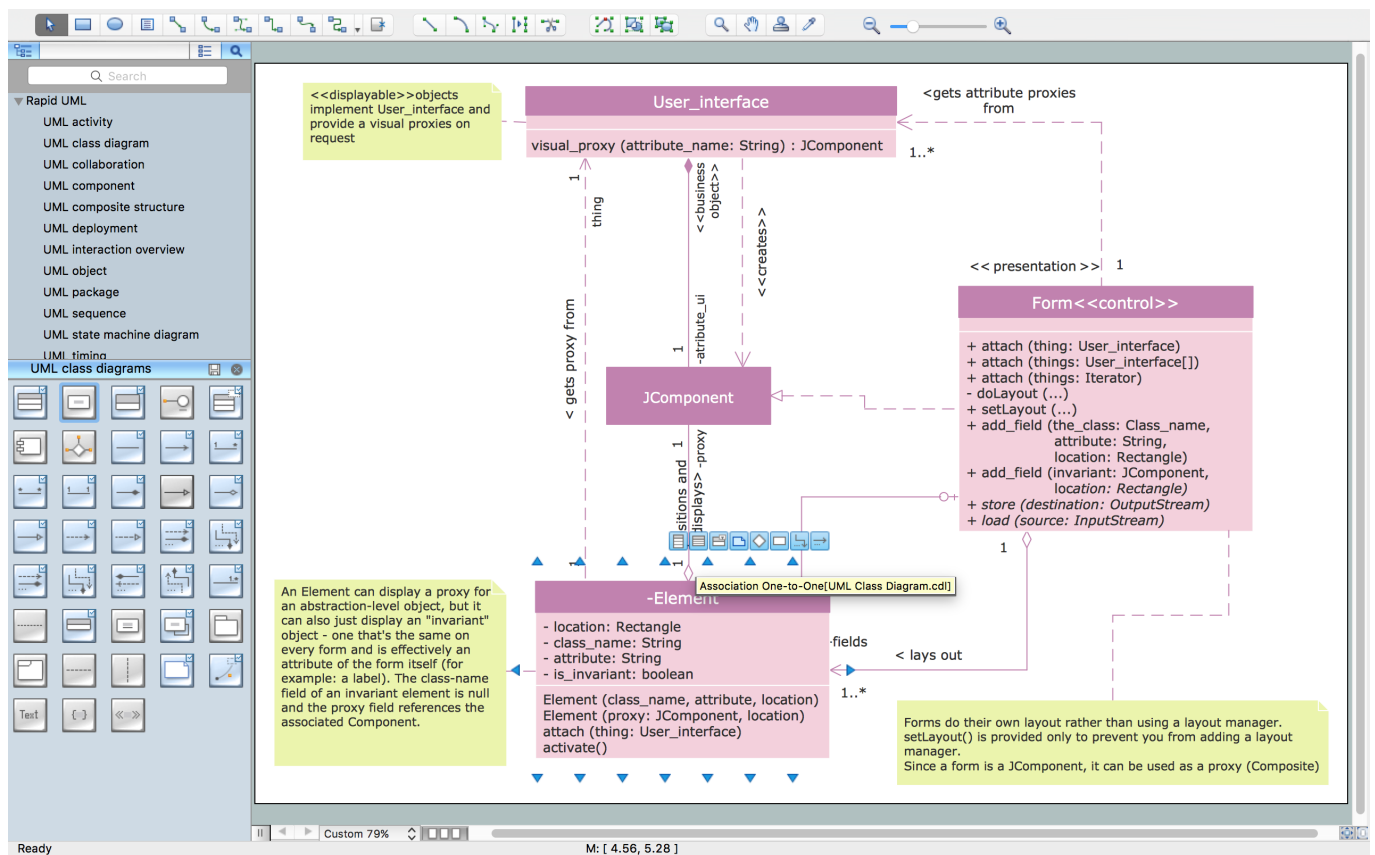 Search
Rapid UML
UML activity
UML class diagram
UML collaboration
UML component
UML composite structure
UML deployment
UML interaction overview
UML object
UML package
UML sequence
UML state machine diagram
UML timing
UML class diagrams
Text
<<displayable>>objects
implement User_interface and
provide a visual proxies on
request
User_interface
visual_proxy (attribute_name: String) : JComponent
<gets attribute proxies
from
1..*
1
thing
<<business
object>>
<<creates>>
<< presentation >>
1
< gets proxy from
1
-atribute_ui
JComponent
Form<<control>>
+ attach (thing: User_interface)
+ attach (things: User_interface[])
+ attach (things: Iterator)
- doLayout (...)
+ setLayout (...)
+ add_field (the_class: Class_name,
attribute: String,
location: Rectangle)
+ add_field (invariant: JComponent,
location: Rectangle)
+ store (destination: OutputStream)
+ load (source: InputStream)
1
-proxy
displays>
1
1
1
Association One-to-One[UML Class Diagram.cdi]
An Element can display a proxy for
an abstraction-level object, but it
can also just display an "invariant"
object - one that's the same on
every form and is effectively an
attribute of the form itself (for
example: a label). The class-name
field of an invariant element is null
and the proxy field references the
associated Component.
-Element
- location: Rectangle
- class_name: String
- attribute: String
- is_invariant: boolean
Element (class_name, attribute, location)
Element (proxy: JComponent, location)
attach (thing: User_interface)
activate()
-fields
< lays out
1..*
Forms do their own layout rather than using a layout manager.
setLayout() is provided only to prevent you from adding a layout
manager.
Since a form is a JComponent, it can be used as a proxy (Composite)
Custom 79%
Ready
M: [ 4.56, 5.28 ]